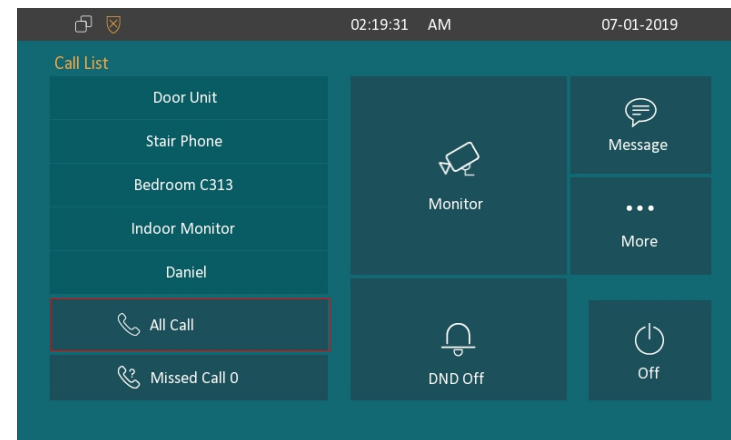 02:19:31 AM 07-01-2019
Call List
Door Unit
Stair Phone
Bedroom C313
Indoor Monitor
Daniel
All Call
Missed Call 0
Monitor
DND Off
Message
More
Off